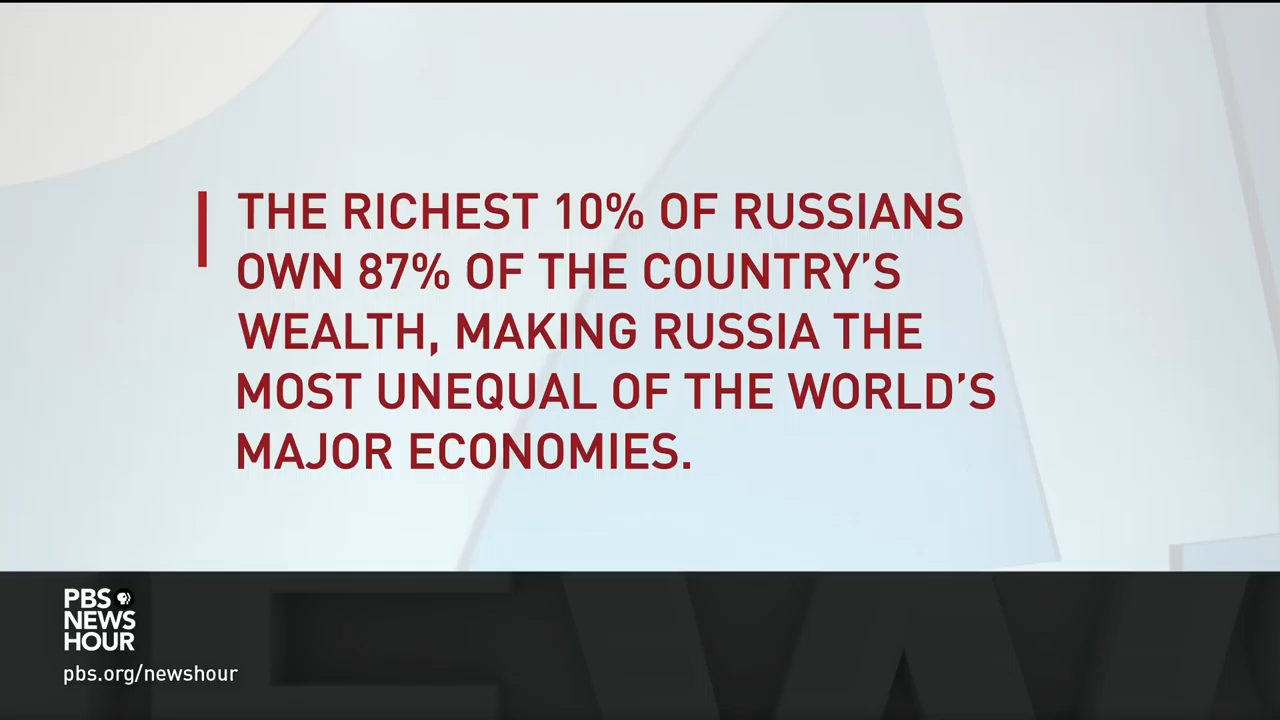 THE RICHEST 10% OF RUSSIANS
OWN 87% OF THE COUNTRY’S
WEALTH, MAKING RUSSIA THE
MOST UNEQUAL OF THE WORLD’S
MAJOR ECONOMIES.
PBS
NEWS
HOUR
pbs.org/newshour